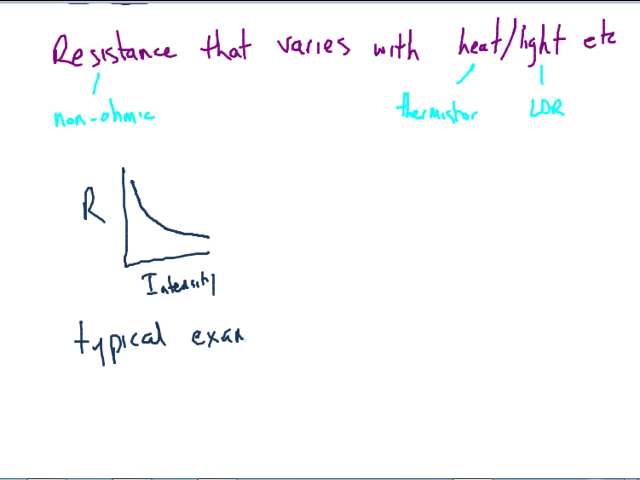 Resistance that varies with heat/light etc
non-ohmic
thermistor
LDR
R
Intensity
typical exam